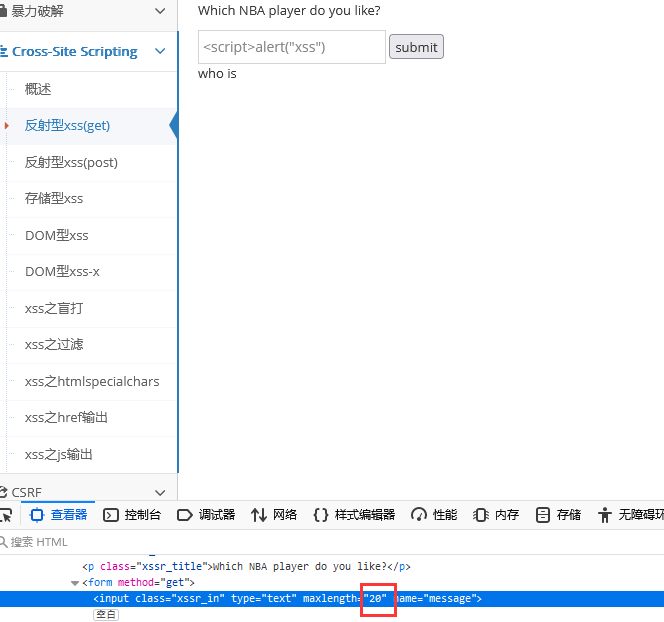 暴力破解
Cross-Site Scripting
概述
反射型xss(get)
反射型xss(post)
存储型xss
DOM型xss
DOM型xss-x
xss之盲打
xss之过滤
xss之htmlspecialchars
xss之href输出
xss之js输出
CSRF
Which NBA player do you like?
<script>alert("xss") submit
who is
查看器 控制台 调试器 网络 {} 样式编辑器 性能 内存 存储 无障碍环
搜索 HTML
<p class="xssr_title">Which NBA player do you like?</p>
<form method="get">
<input class="xssr_in" type="text" maxlength="20" name="message">
空白